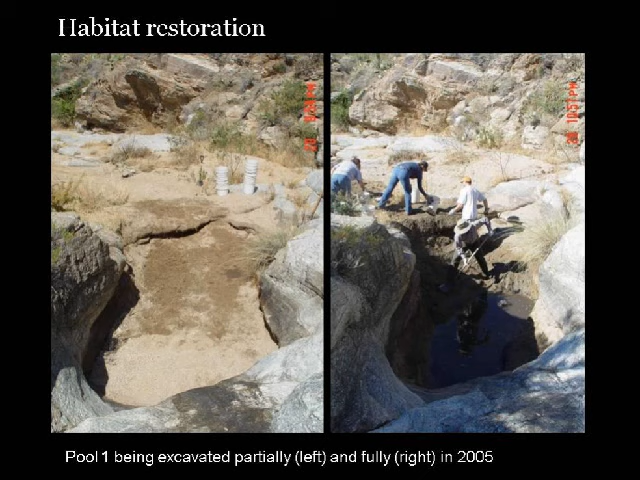 Habitat restoration
Pool 1 being excavated partially (left) and fully (right) in 2005